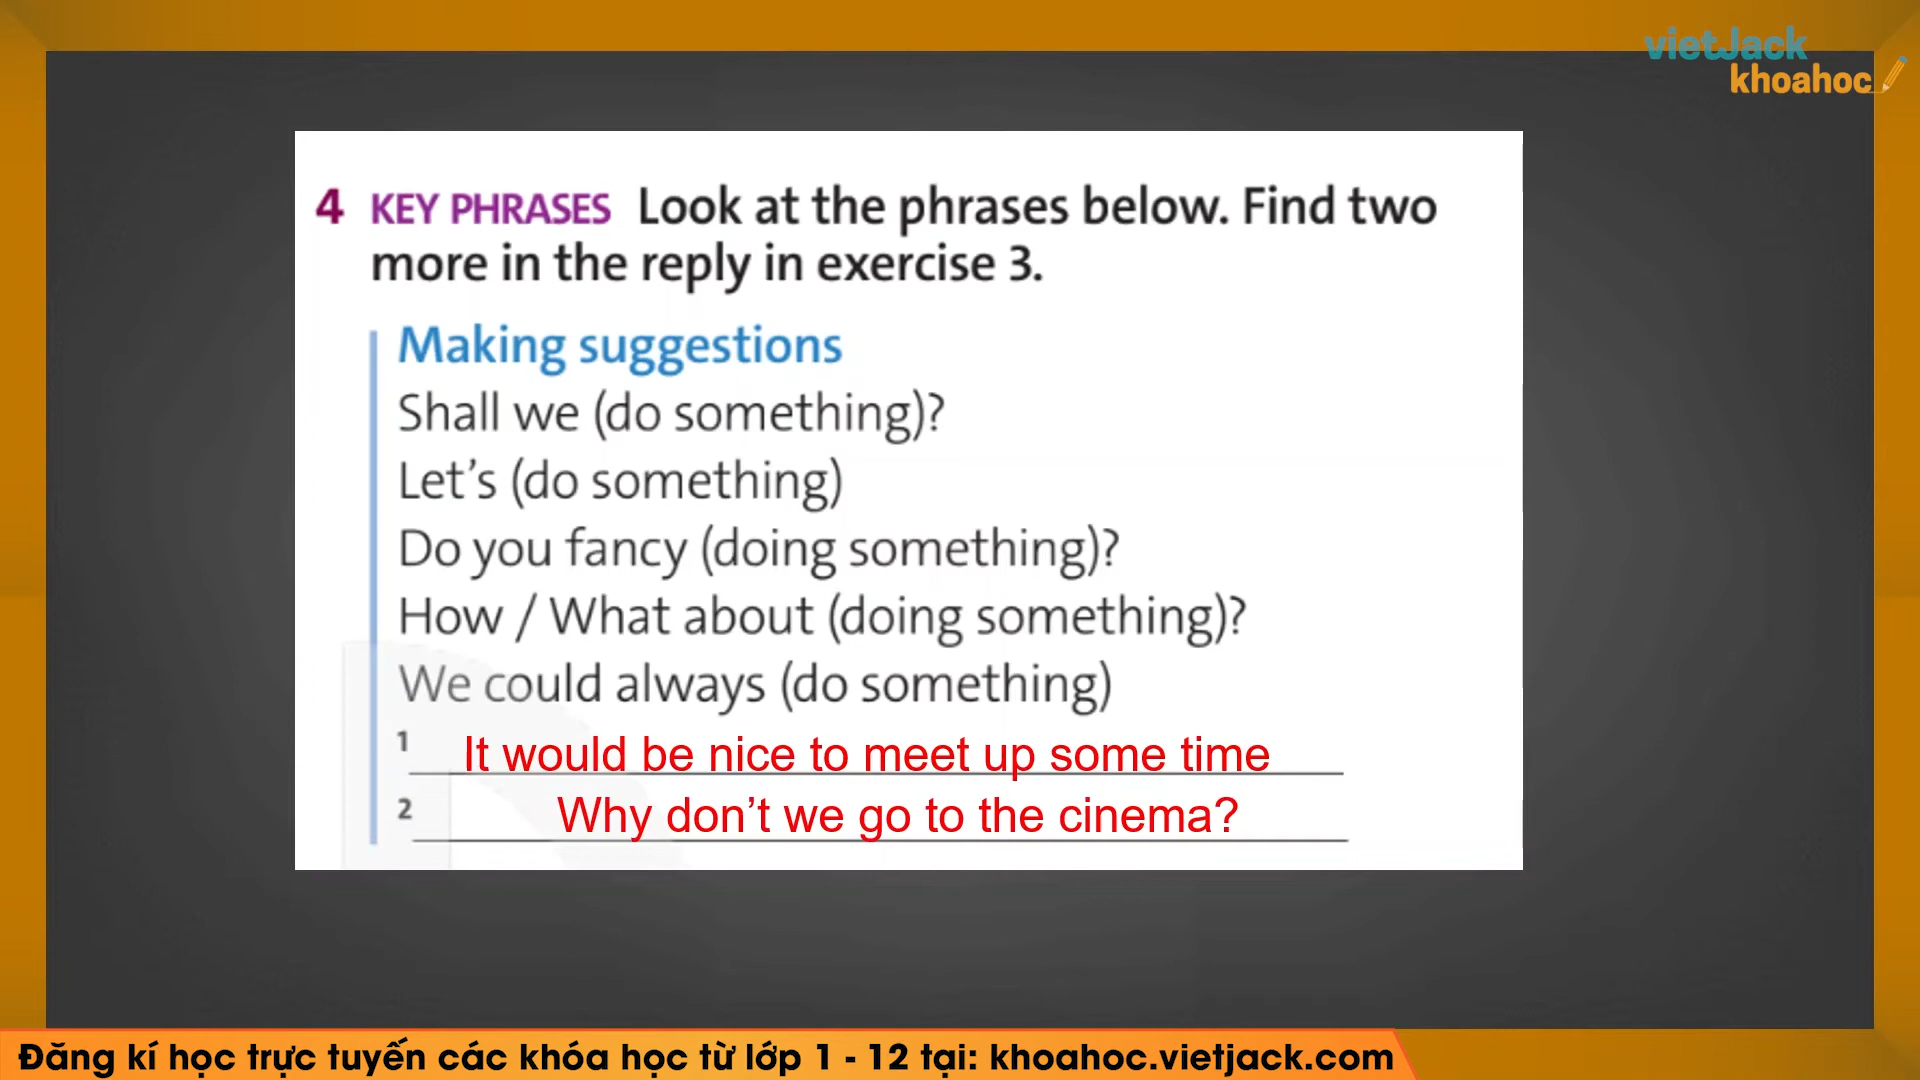 vietJack
khoahoc
4 KEY PHRASES Look at the phrases below. Find two
more in the reply in exercise 3.
Making suggestions
Shall we (do something)?
Let’s (do something)
Do you fancy (doing something)?
How / What about (doing something)?
We could always (do something)
1 It would be nice to meet up some time
2 Why don’t we go to the cinema?
Đăng kí học trực tuyến các khóa học từ lớp 1 - 12 tại: khoahoc.vietjack.com